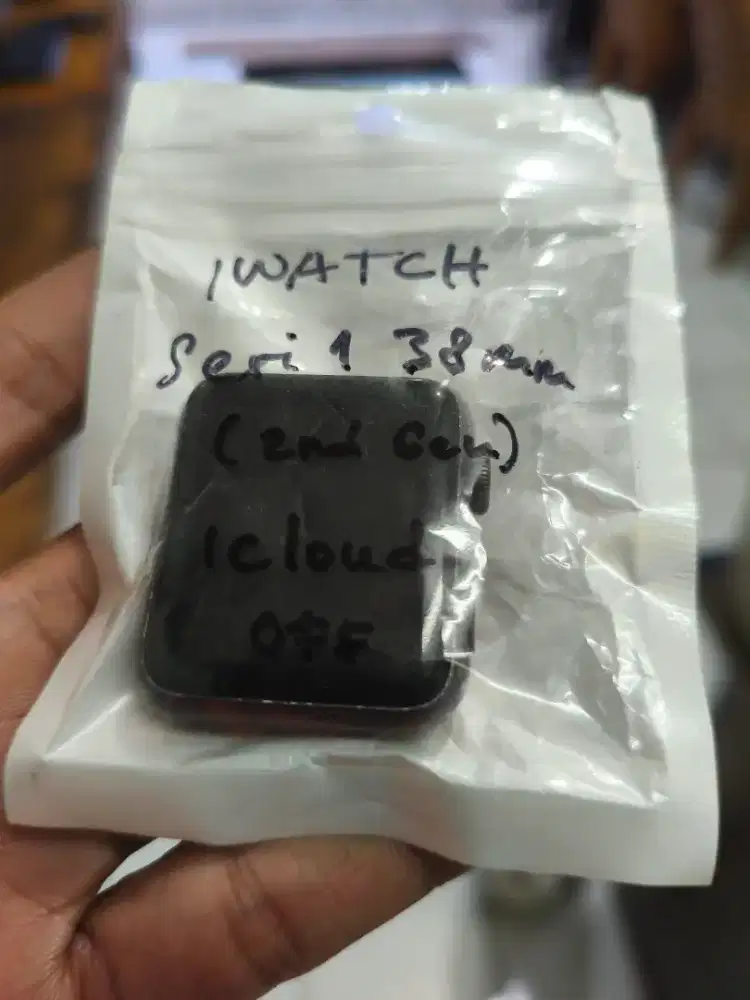 IWATCH
Seri 1 38mm
(2nd Gen)
Icloud
OFF